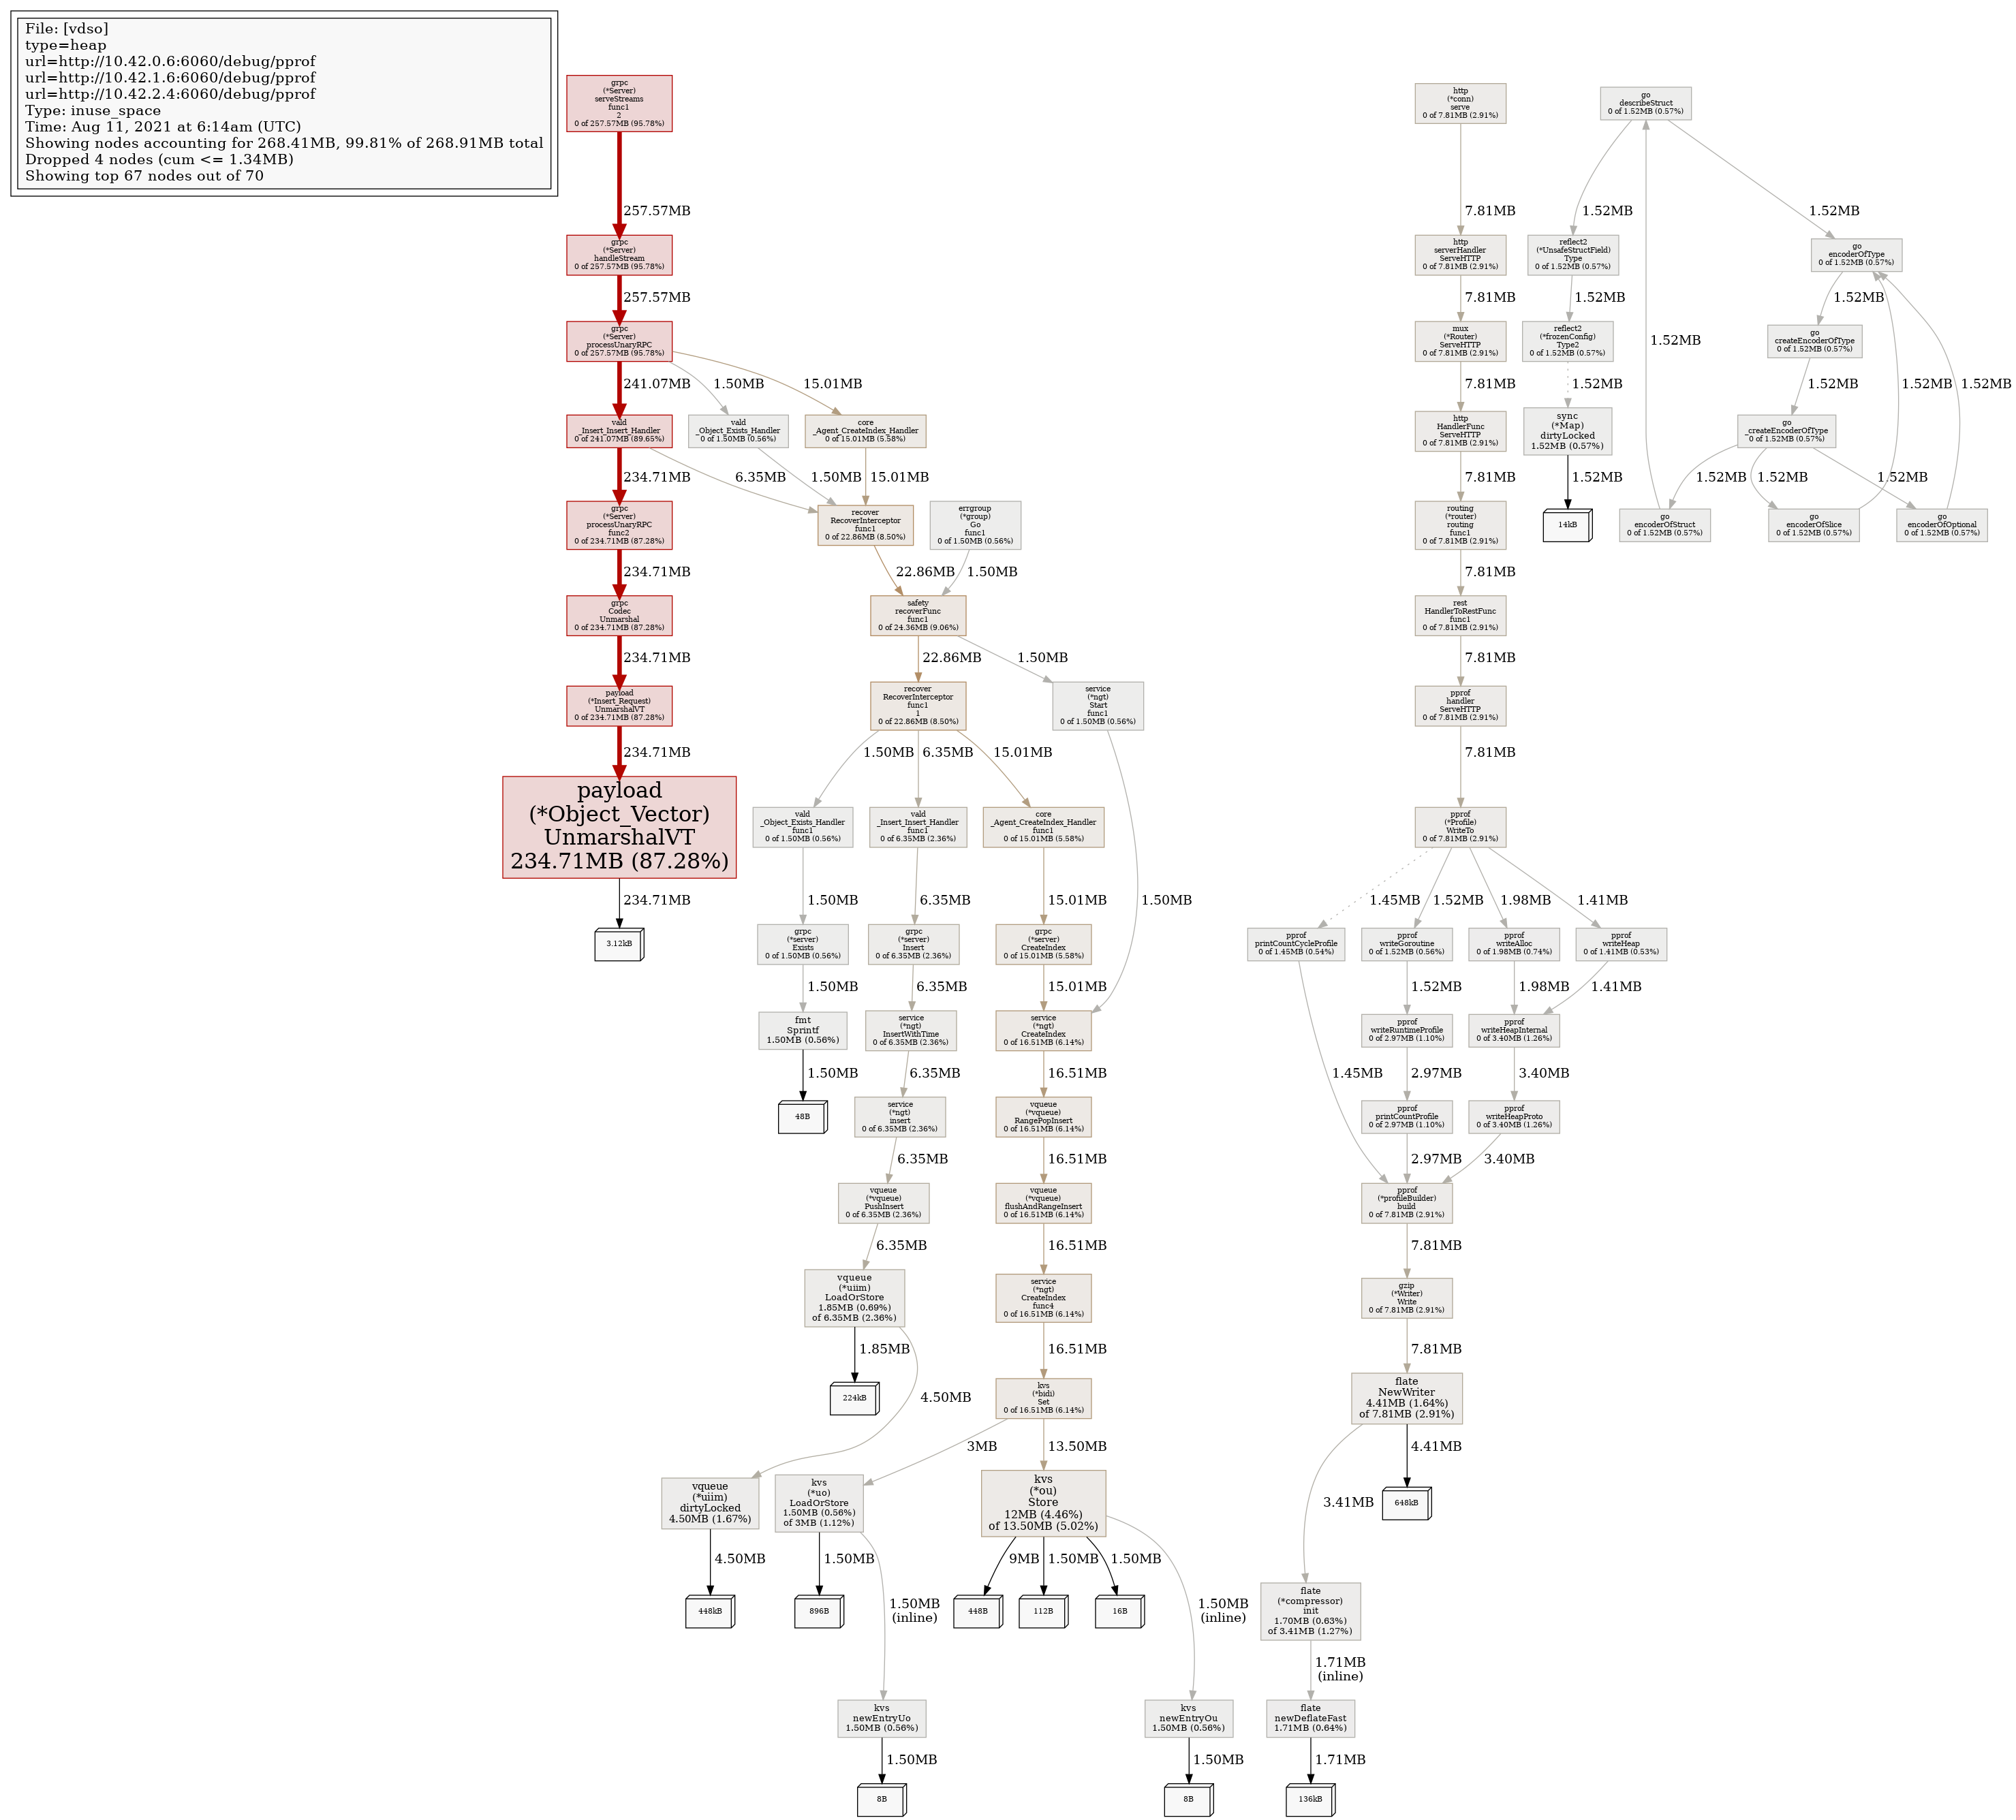 File: [vdso]
type=heap
url=http://10.42.0.6:6060/debug/pprof
url=http://10.42.1.6:6060/debug/pprof
url=http://10.42.2.4:6060/debug/pprof
Type: inuse_space
Time: Aug 11, 2021 at 6:14am (UTC)
Showing nodes accounting for 268.41MB, 99.81% of 268.91MB total
Dropped 4 nodes (cum <= 1.34MB)
Showing top 67 nodes out of 70
grpc
(*Server)
serveStreams
func1
2
0 of 257.57MB (95.78%)
257.57MB
grpc
(*Server)
handleStream
0 of 257.57MB (95.78%)
257.57MB
grpc
(*Server)
processUnaryRPC
0 of 257.57MB (95.78%)
241.07MB
1.50MB
15.01MB
vald
_Insert_Insert_Handler
0 of 241.07MB (89.65%)
vald
_Object_Exists_Handler
0 of 1.50MB (0.56%)
core
_Agent_CreateIndex_Handler
0 of 15.01MB (5.58%)
234.71MB
6.35MB
1.50MB
15.01MB
grpc
(*Server)
processUnaryRPC
func2
0 of 234.71MB (87.28%)
recover
RecoverInterceptor
func1
0 of 22.86MB (8.50%)
errgroup
(*group)
Go
func1
0 of 1.50MB (0.56%)
234.71MB
22.86MB
1.50MB
grpc
Codec
Unmarshal
0 of 234.71MB (87.28%)
safety
recoverFunc
func1
0 of 24.36MB (9.06%)
234.71MB
22.86MB
1.50MB
payload
(*Insert_Request)
UnmarshalVT
0 of 234.71MB (87.28%)
recover
RecoverInterceptor
func1
1
0 of 22.86MB (8.50%)
service
(*ngt)
Start
func1
0 of 1.50MB (0.56%)
234.71MB
1.50MB
6.35MB
15.01MB
payload
(*Object_Vector)
UnmarshalVT
234.71MB (87.28%)
vald
_Object_Exists_Handler
func1
0 of 1.50MB (0.56%)
vald
_Insert_Insert_Handler
func1
0 of 6.35MB (2.36%)
core
_Agent_CreateIndex_Handler
func1
0 of 15.01MB (5.58%)
234.71MB
1.50MB
6.35MB
15.01MB
1.50MB
3.12kB
grpc
(*server)
Exists
0 of 1.50MB (0.56%)
grpc
(*server)
Insert
0 of 6.35MB (2.36%)
grpc
(*server)
CreateIndex
0 of 15.01MB (5.58%)
1.50MB
6.35MB
15.01MB
fmt
Sprintf
1.50MB (0.56%)
service
(*ngt)
InsertWithTime
0 of 6.35MB (2.36%)
service
(*ngt)
CreateIndex
0 of 16.51MB (6.14%)
1.50MB
6.35MB
16.51MB
48B
service
(*ngt)
insert
0 of 6.35MB (2.36%)
vqueue
(*vqueue)
RangePopInsert
0 of 16.51MB (6.14%)
6.35MB
16.51MB
vqueue
(*vqueue)
PushInsert
0 of 6.35MB (2.36%)
vqueue
(*vqueue)
flushAndRangeInsert
0 of 16.51MB (6.14%)
6.35MB
16.51MB
vqueue
(*uiim)
LoadOrStore
1.85MB (0.69%)
of 6.35MB (2.36%)
service
(*ngt)
CreateIndex
func4
0 of 16.51MB (6.14%)
1.85MB
4.50MB
16.51MB
224kB
kvs
(*bidi)
Set
0 of 16.51MB (6.14%)
3MB
13.50MB
vqueue
(*uiim)
dirtyLocked
4.50MB (1.67%)
kvs
(*uo)
LoadOrStore
1.50MB (0.56%)
of 3MB (1.12%)
kvs
(*ou)
Store
12MB (4.46%)
of 13.50MB (5.02%)
4.50MB
1.50MB
1.50MB
(inline)
9MB
1.50MB
1.50MB
1.50MB
(inline)
448kB
896B
448B
112B
16B
kvs
newEntryUo
1.50MB (0.56%)
kvs
newEntryOu
1.50MB (0.56%)
1.50MB
1.50MB
8B
8B
http
(*conn)
serve
0 of 7.81MB (2.91%)
7.81MB
http
serverHandler
ServeHTTP
0 of 7.81MB (2.91%)
7.81MB
mux
(*Router)
ServeHTTP
0 of 7.81MB (2.91%)
7.81MB
http
HandlerFunc
ServeHTTP
0 of 7.81MB (2.91%)
7.81MB
routing
(*router)
routing
func1
0 of 7.81MB (2.91%)
7.81MB
rest
HandlerToRestFunc
func1
0 of 7.81MB (2.91%)
7.81MB
pprof
handler
ServeHTTP
0 of 7.81MB (2.91%)
7.81MB
pprof
(*Profile)
WriteTo
0 of 7.81MB (2.91%)
1.45MB
1.52MB
1.98MB
1.41MB
pprof
printCountCycleProfile
0 of 1.45MB (0.54%)
pprof
writeGoroutine
0 of 1.52MB (0.56%)
pprof
writeAlloc
0 of 1.98MB (0.74%)
pprof
writeHeap
0 of 1.41MB (0.53%)
1.52MB
1.98MB
1.41MB
pprof
writeRuntimeProfile
0 of 2.97MB (1.10%)
pprof
writeHeapInternal
0 of 3.40MB (1.26%)
1.45MB
2.97MB
3.40MB
pprof
printCountProfile
0 of 2.97MB (1.10%)
pprof
writeHeapProto
0 of 3.40MB (1.26%)
2.97MB
3.40MB
pprof
(*profileBuilder)
build
0 of 7.81MB (2.91%)
7.81MB
gzip
(*Writer)
Write
0 of 7.81MB (2.91%)
7.81MB
flate
NewWriter
4.41MB (1.64%)
of 7.81MB (2.91%)
3.41MB
4.41MB
648kB
flate
(*compressor)
init
1.70MB (0.63%)
of 3.41MB (1.27%)
1.71MB
(inline)
flate
newDeflateFast
1.71MB (0.64%)
1.71MB
136kB
go
describeStruct
0 of 1.52MB (0.57%)
1.52MB
1.52MB
reflect2
(*UnsafeStructField)
Type
0 of 1.52MB (0.57%)
go
encoderOfType
0 of 1.52MB (0.57%)
1.52MB
1.52MB
reflect2
(*frozenConfig)
Type2
0 of 1.52MB (0.57%)
go
createEncoderOfType
0 of 1.52MB (0.57%)
1.52MB
1.52MB
1.52MB
1.52MB
1.52MB
sync
(*Map)
dirtyLocked
1.52MB (0.57%)
go
_createEncoderOfType
0 of 1.52MB (0.57%)
1.52MB
1.52MB
1.52MB
1.52MB
14kB
go
encoderOfStruct
0 of 1.52MB (0.57%)
go
encoderOfSlice
0 of 1.52MB (0.57%)
go
encoderOfOptional
0 of 1.52MB (0.57%)